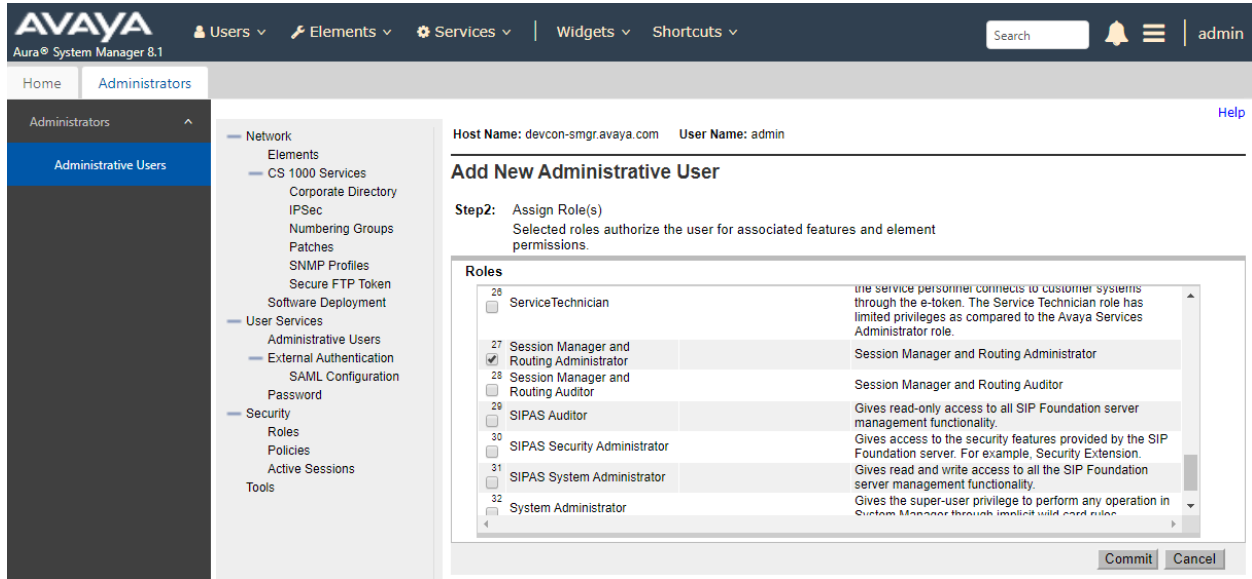 AVAYA
Aura® System Manager 8.1
Users Elements Services Widgets Shortcuts Search admin
Home Administrators
Help
Administrators
Administrative Users
Network
Elements
CS 1000 Services
Corporate Directory
IPSec
Numbering Groups
Patches
SNMP Profiles
Secure FTP Token
Software Deployment
User Services
Administrative Users
External Authentication
SAML Configuration
Password
Security
Roles
Policies
Active Sessions
Tools
Host Name: devcon-smgr.avaya.com User Name: admin
Add New Administrative User
Step2: Assign Role(s)
Selected roles authorize the user for associated features and element
permissions.
Roles
26
ServiceTechnician
the service personnel connects to customer systems
through the e-token. The Service Technician role has
limited privileges as compared to the Avaya Services
Administrator role.
27 Session Manager and
Routing Administrator
Session Manager and Routing Administrator
28 Session Manager and
Routing Auditor
Session Manager and Routing Auditor
29
SIPAS Auditor
Gives read-only access to all SIP Foundation server
management functionality.
30
SIPAS Security Administrator
Gives access to the security features provided by the SIP
Foundation server. For example, Security Extension.
31
SIPAS System Administrator
Gives read and write access to all the SIP Foundation
server management functionality.
32
System Administrator
Gives the super-user privilege to perform any operation in
System Manager through implicit wild card rules
Commit Cancel